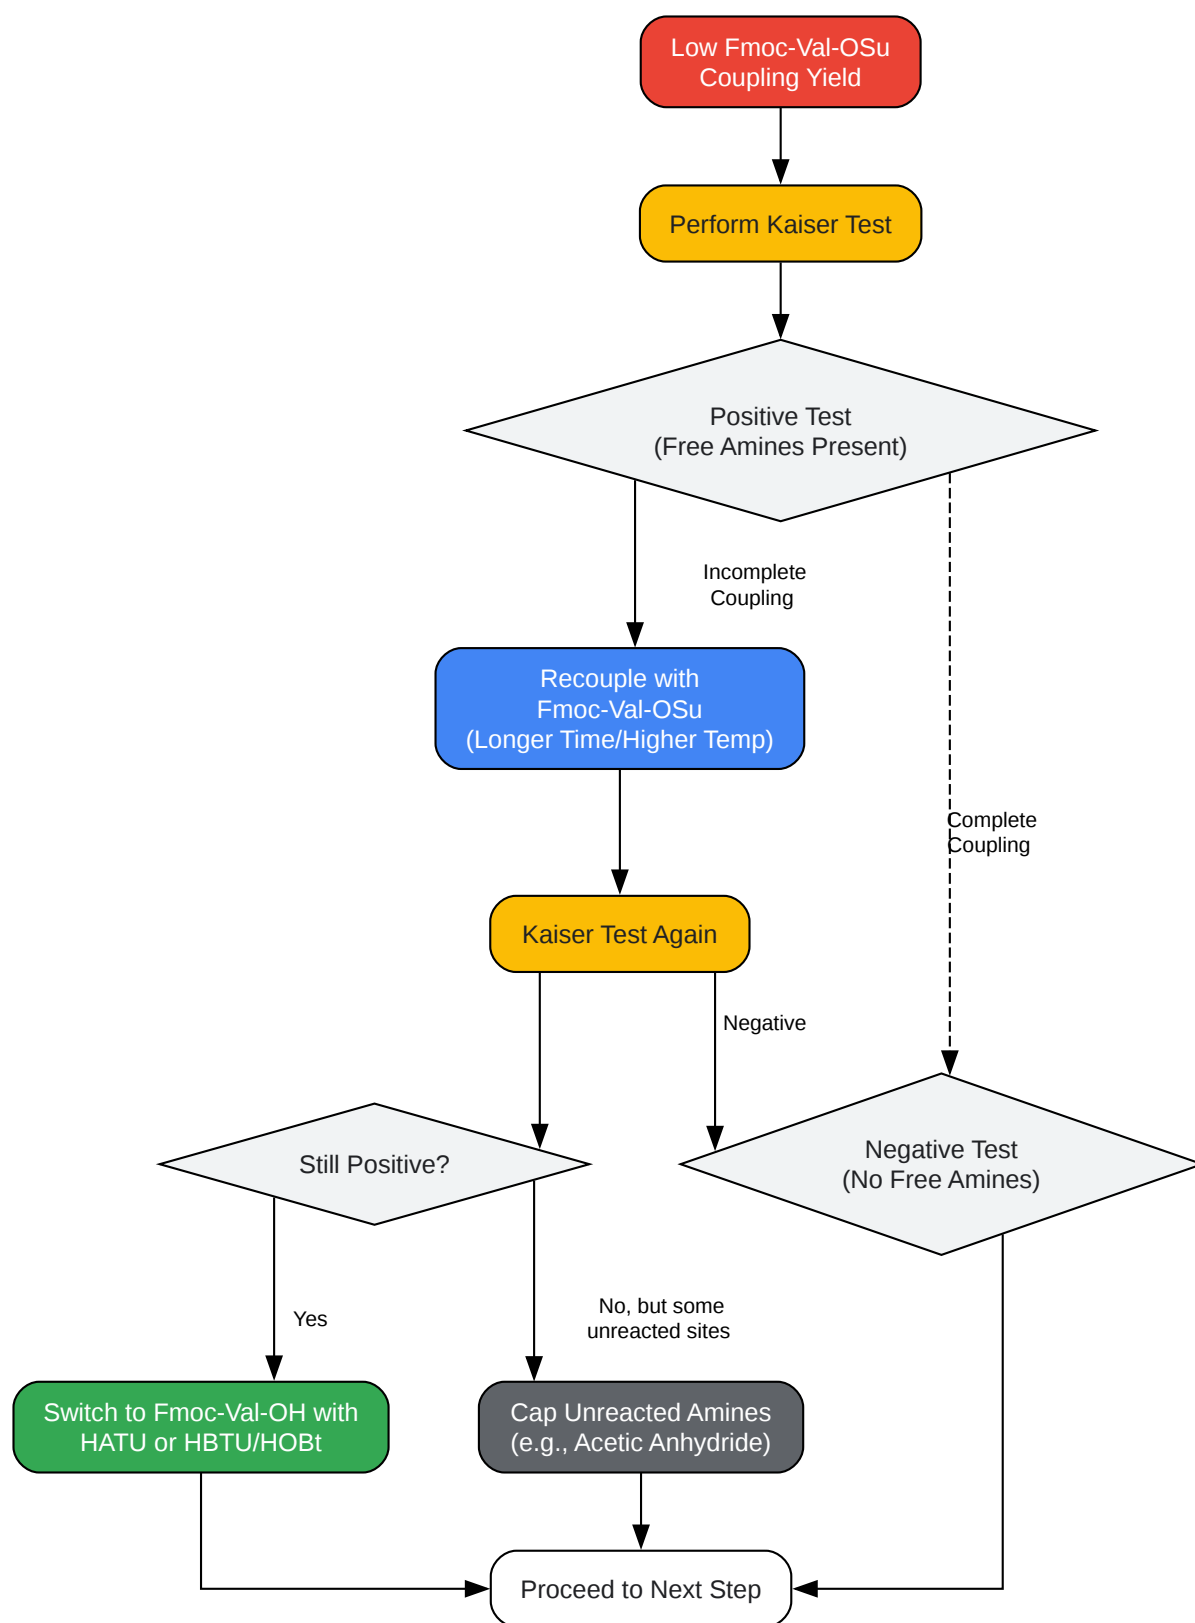 Low Fmoc-Val-OSu
Coupling Yield
Perform Kaiser Test
Positive Test
(Free Amines Present)
Incomplete
Coupling
Recouple with
Fmoc-Val-OSu
(Longer Time/Higher Temp)
Complete
Coupling
Kaiser Test Again
Negative
Still Positive?
Negative Test
(No Free Amines)
Yes
No, but some
unreacted sites
Switch to Fmoc-Val-OH with
HATU or HBTU/HOBt
Cap Unreacted Amines
(e.g., Acetic Anhydride)
Proceed to Next Step